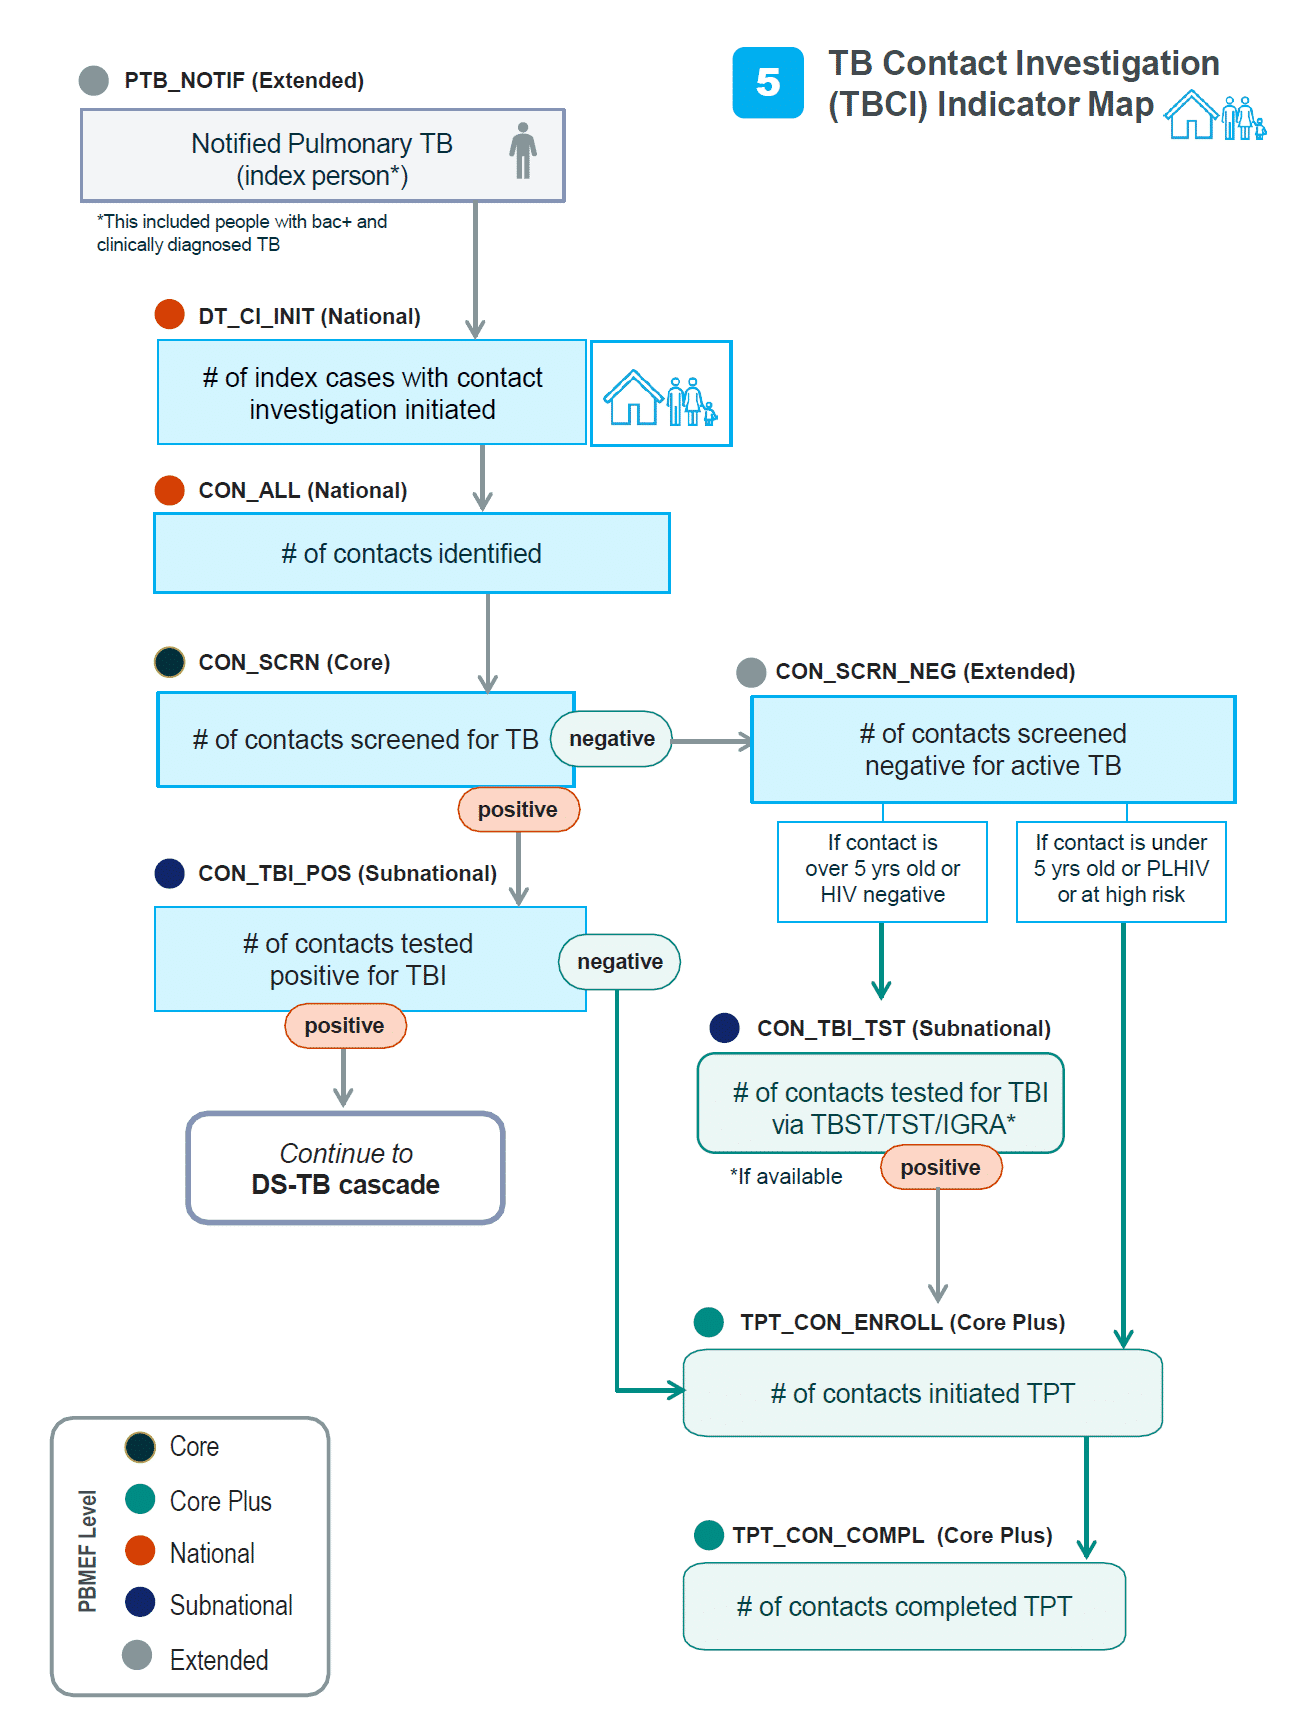 5
TB Contact Investigation
(TBCI) Indicator Map
PTB_NOTIF (Extended)
Notified Pulmonary TB
(index person*)
*This included people with bac+ and
clinically diagnosed TB
DT_CI_INIT (National)
# of index cases with contact
investigation initiated
CON_ALL (National)
# of contacts identified
CON_SCRN (Core)
# of contacts screened for TB
negative
positive
CON_SCRN_NEG (Extended)
# of contacts screened
negative for active TB
If contact is
over 5 yrs old or
HIV negative
If contact is under
5 yrs old or PLHIV
or at high risk
CON_TBI_POS (Subnational)
# of contacts tested
positive for TBI
negative
positive
Continue to
DS-TB cascade
CON_TBI_TST (Subnational)
# of contacts tested for TBI
via TBST/TST/IGRA*
*If available
positive
TPT_CON_ENROLL (Core Plus)
# of contacts initiated TPT
TPT_CON_COMPL (Core Plus)
# of contacts completed TPT
PBMEF Level
Core
Core Plus
National
Subnational
Extended